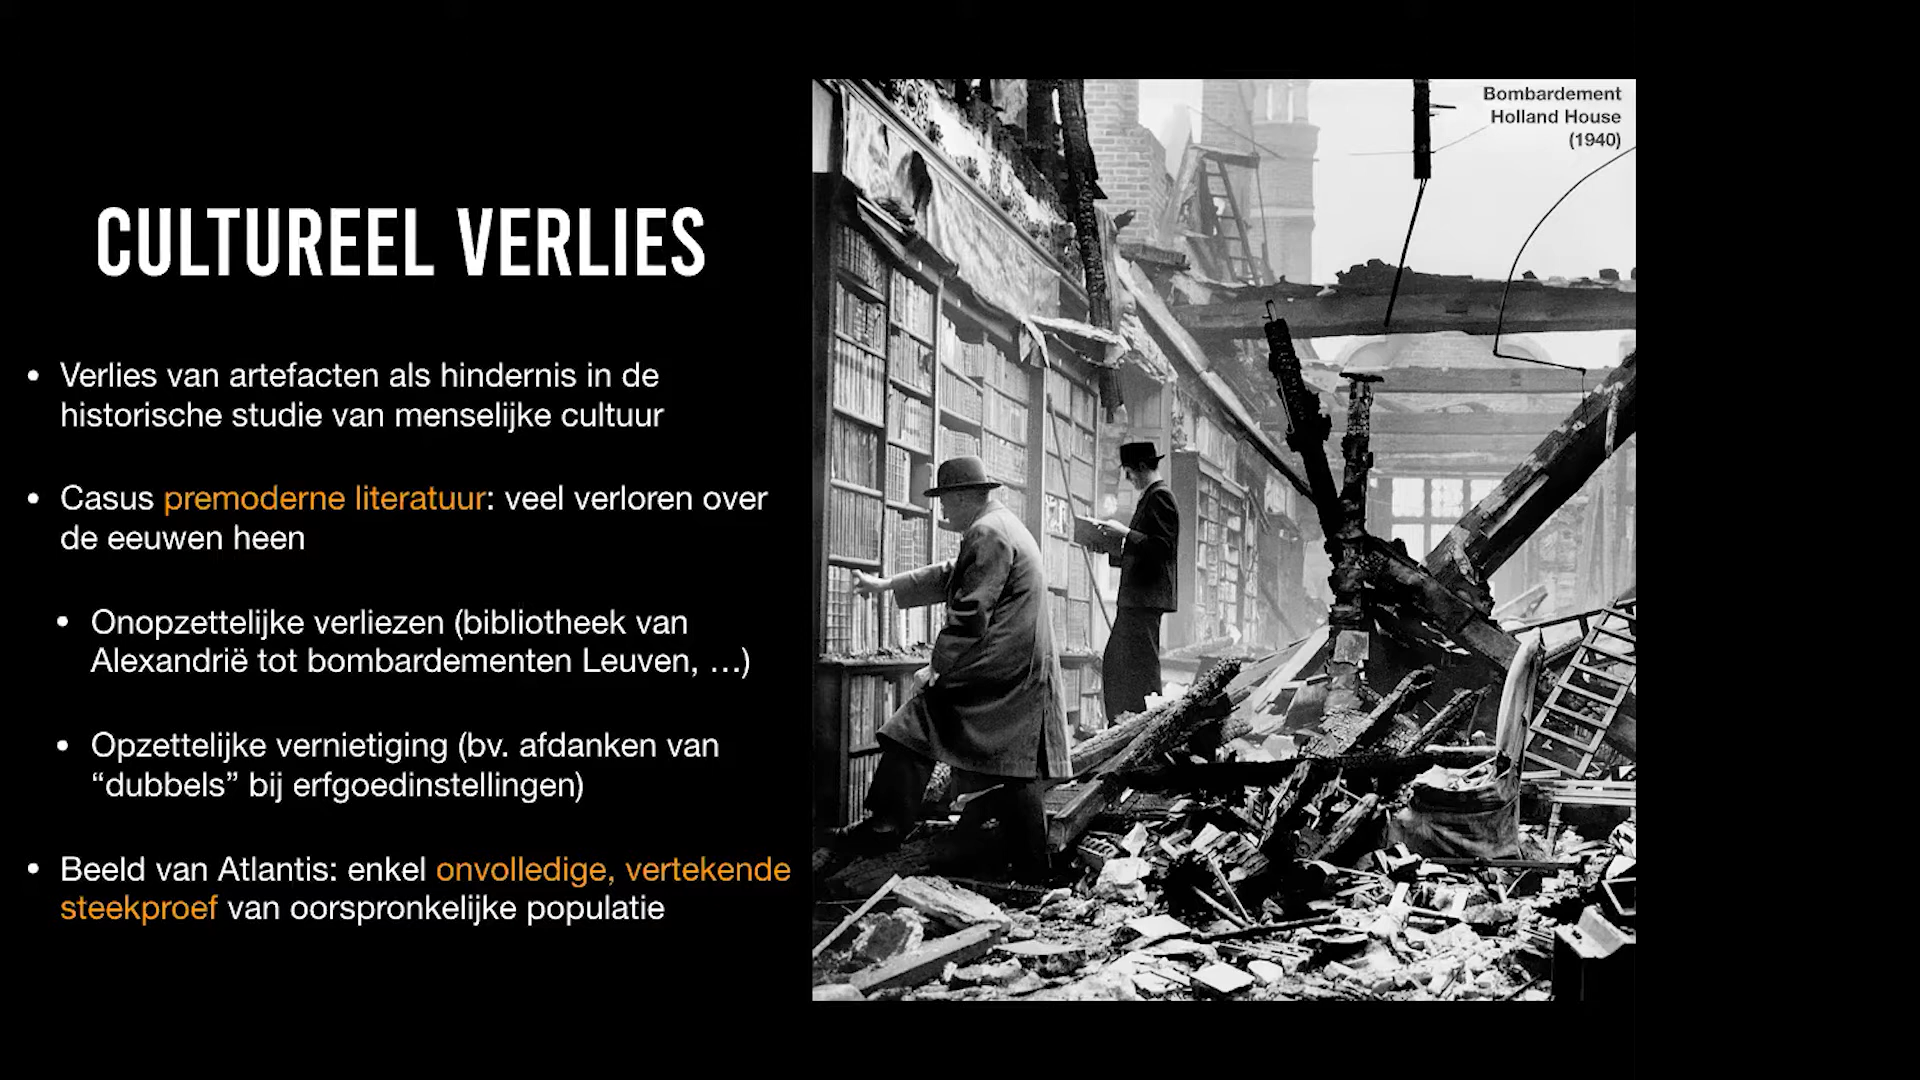 CULTUREEL VERLIES
• Verlies van artefacten als hindernis in de
historische studie van menselijke cultuur
• Casus premoderne literatuur: veel verloren over
de eeuwen heen
• Onopzettelijke verliezen (bibliotheek van
Alexandrië tot bombardementen Leuven, …)
• Opzettelijke vernietiging (bv. afdanken van
“dubbels” bij erfgoedinstellingen)
• Beeld van Atlantis: enkel onvolledige, vertekende
steekproef van oorspronkelijke populatie
Bombardement
Holland House
(1940)